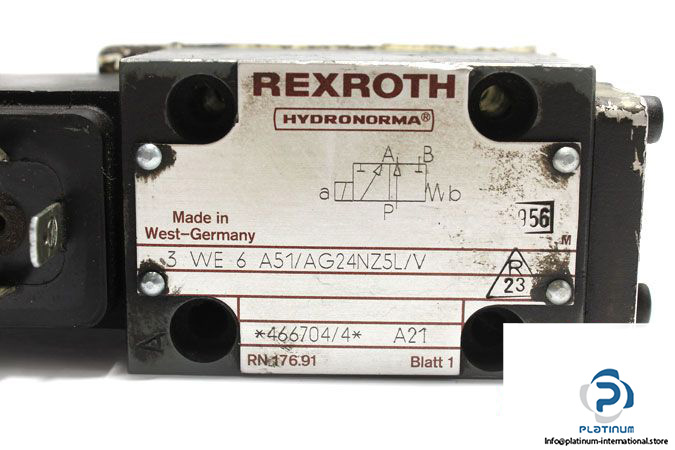 REXROTH
HYDRONORMA®
A B
a b
P
956
Made in
West-Germany
M
3 WE 6 A51/AG24NZ5L/V
R
23
*466704/4* A21
A
RN 176.91 Blatt 1
P
PLATINUM
Info@platinum-international.store